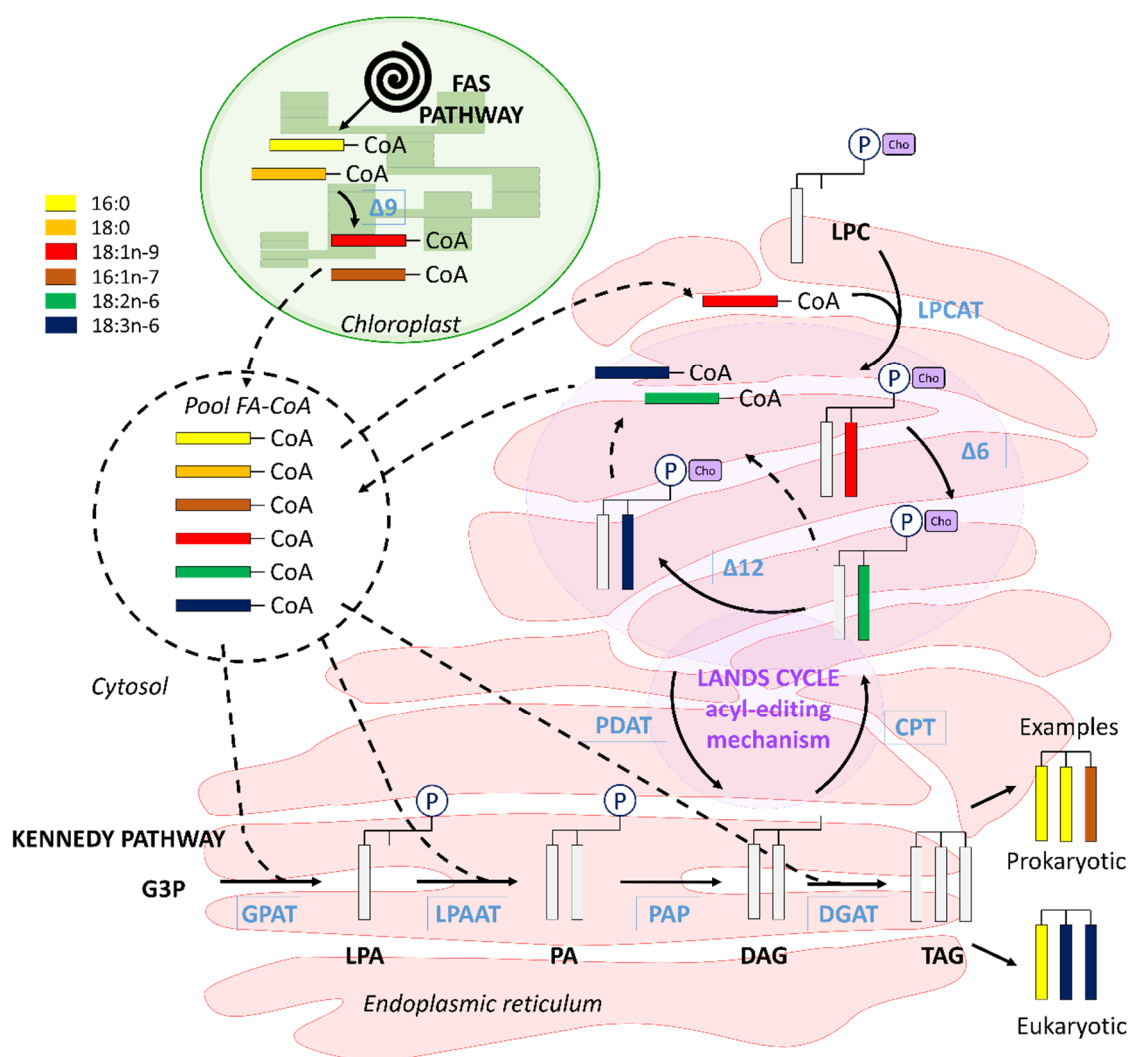 FAS
PATHWAY
CoA
CoA
Δ9
CoA
CoA
Chloroplast
16:0
18:0
18:1n-9
16:1n-7
18:2n-6
18:3n-6
P
Cho
LPC
CoA
LPCAT
Pool FA-CoA
CoA
CoA
CoA
CoA
CoA
CoA
CoA
CoA
P
Cho
Δ6
P
Cho
P
Cho
Δ12
Cytosol
LANDS CYCLE
acyl-editing
mechanism
PDAT
CPT
Examples
Prokaryotic
KENNEDY PATHWAY
P
P
G3P
GPAT
LPAAT
PAP
DGAT
LPA
PA
DAG
TAG
Endoplasmic reticulum
Eukaryotic